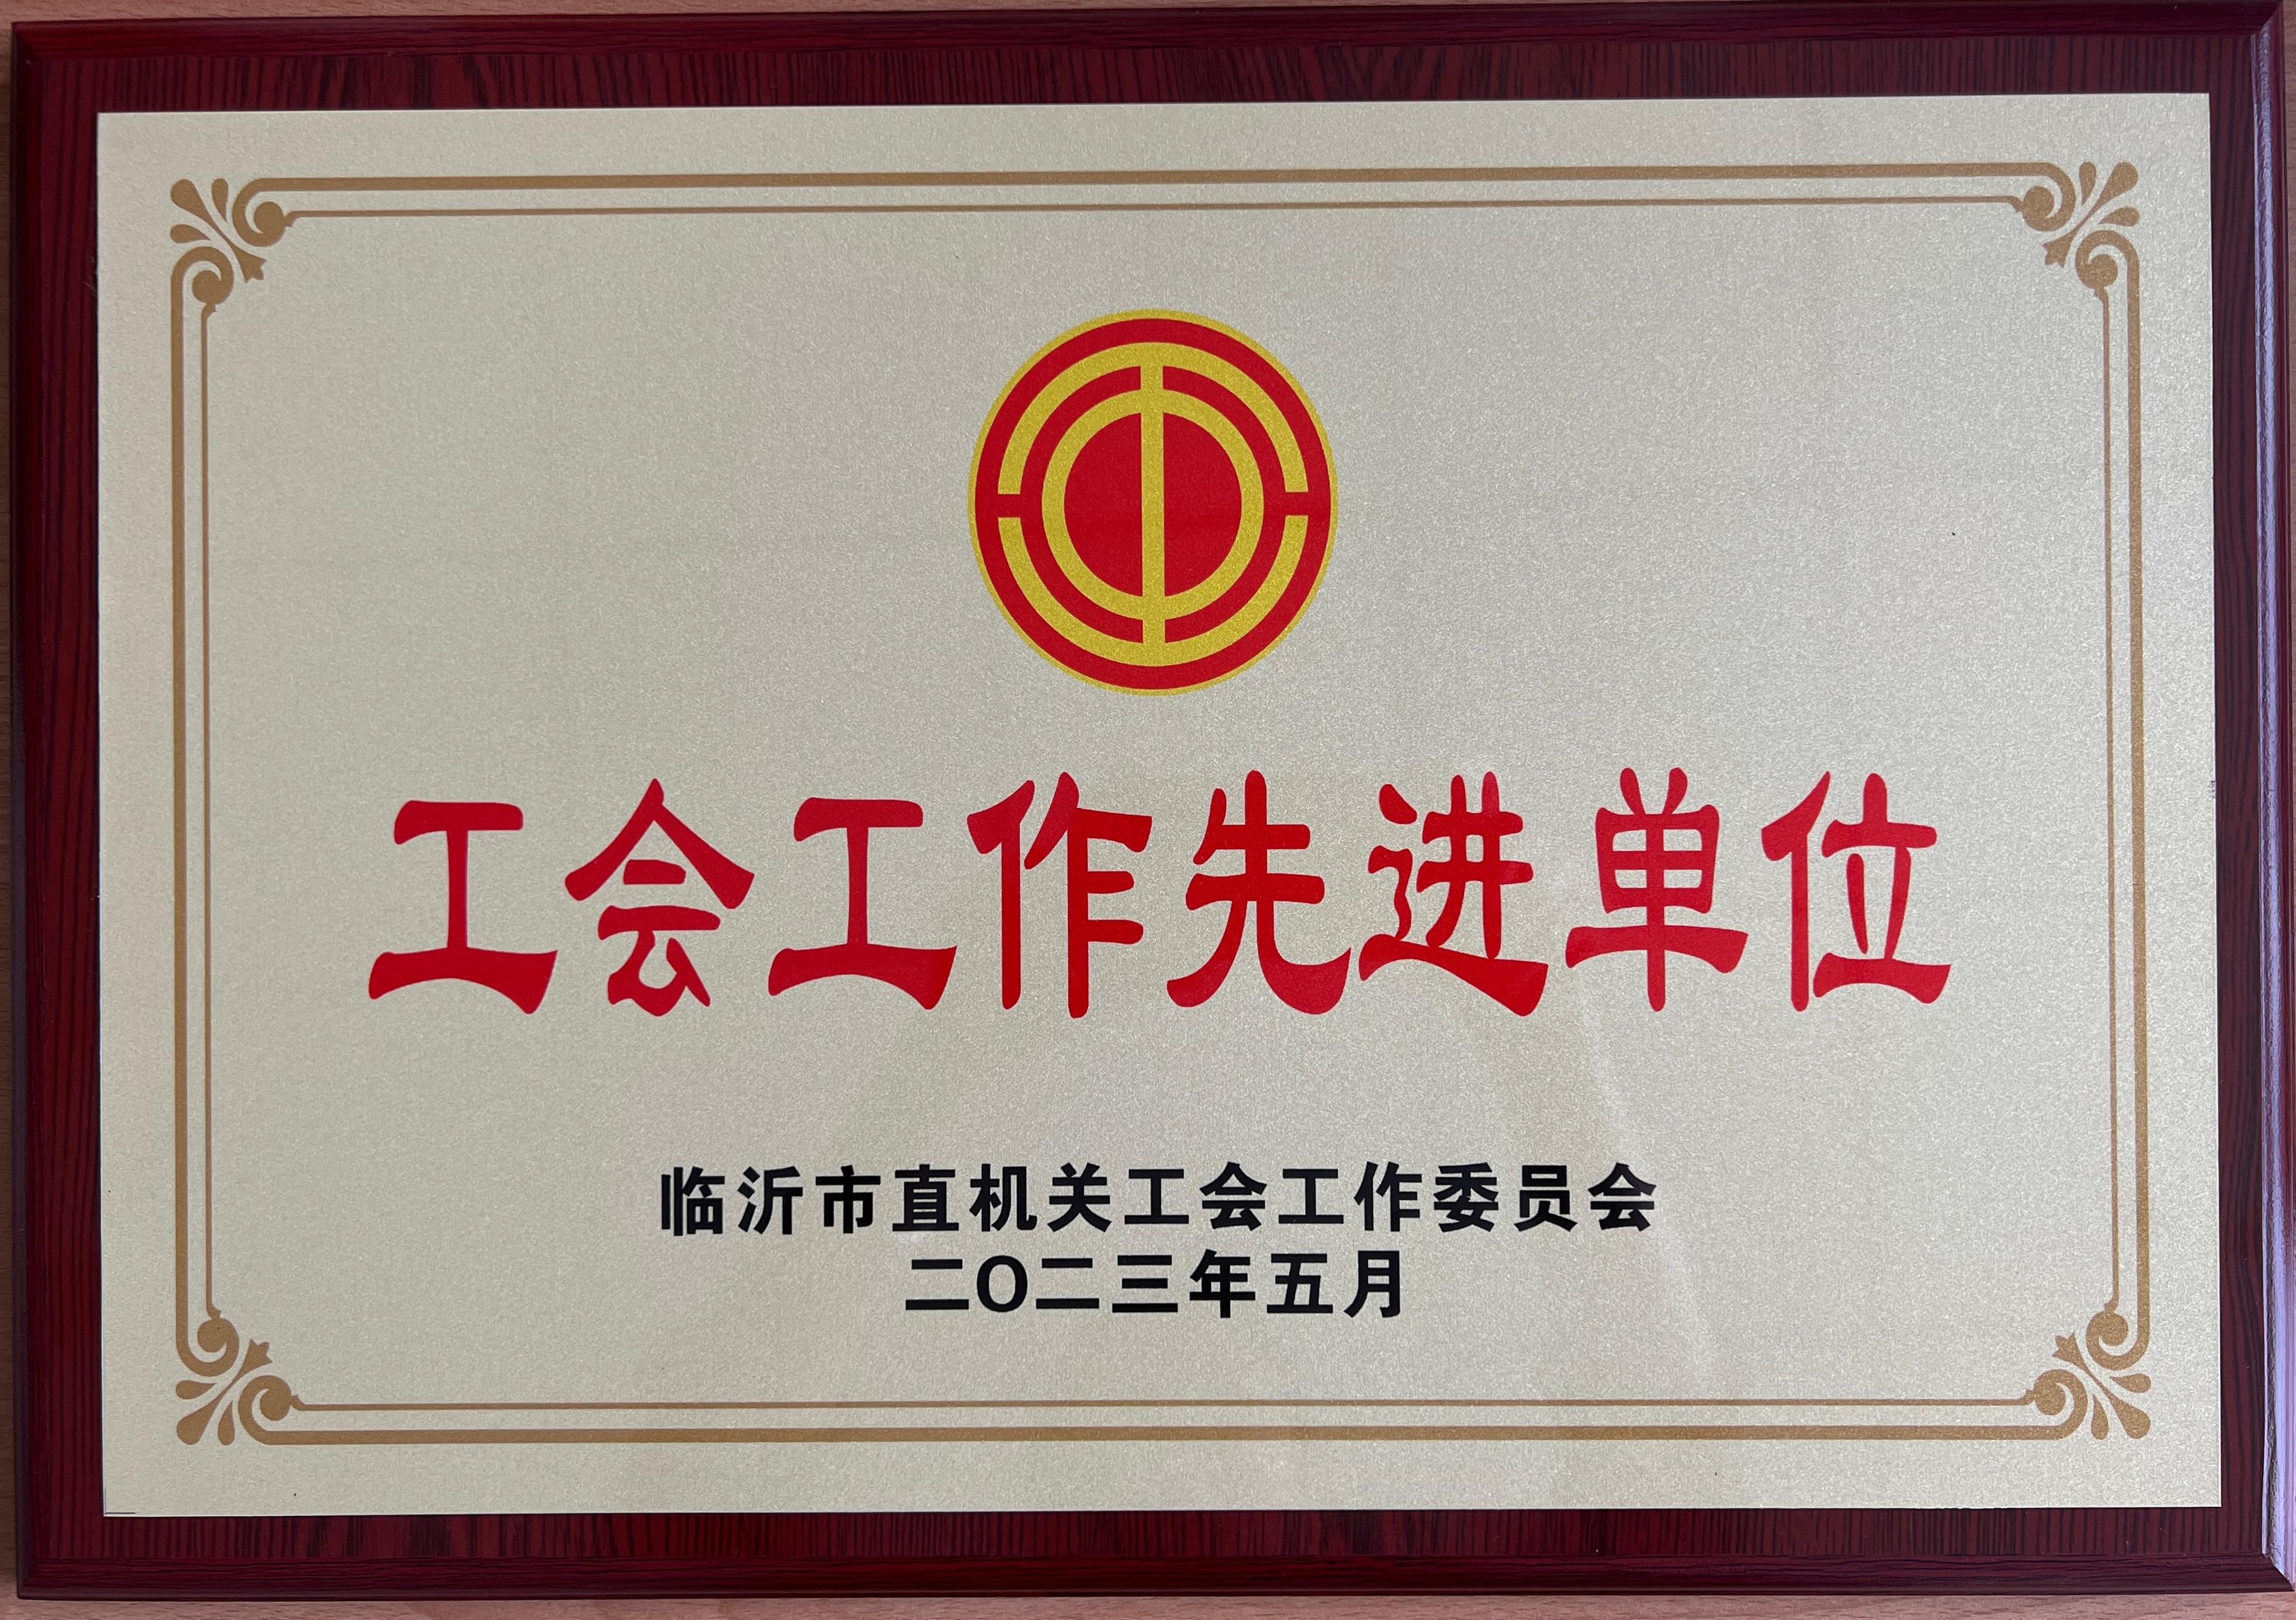 工会工作先进单位
临沂市直机关工会工作委员会
二〇二三年五月